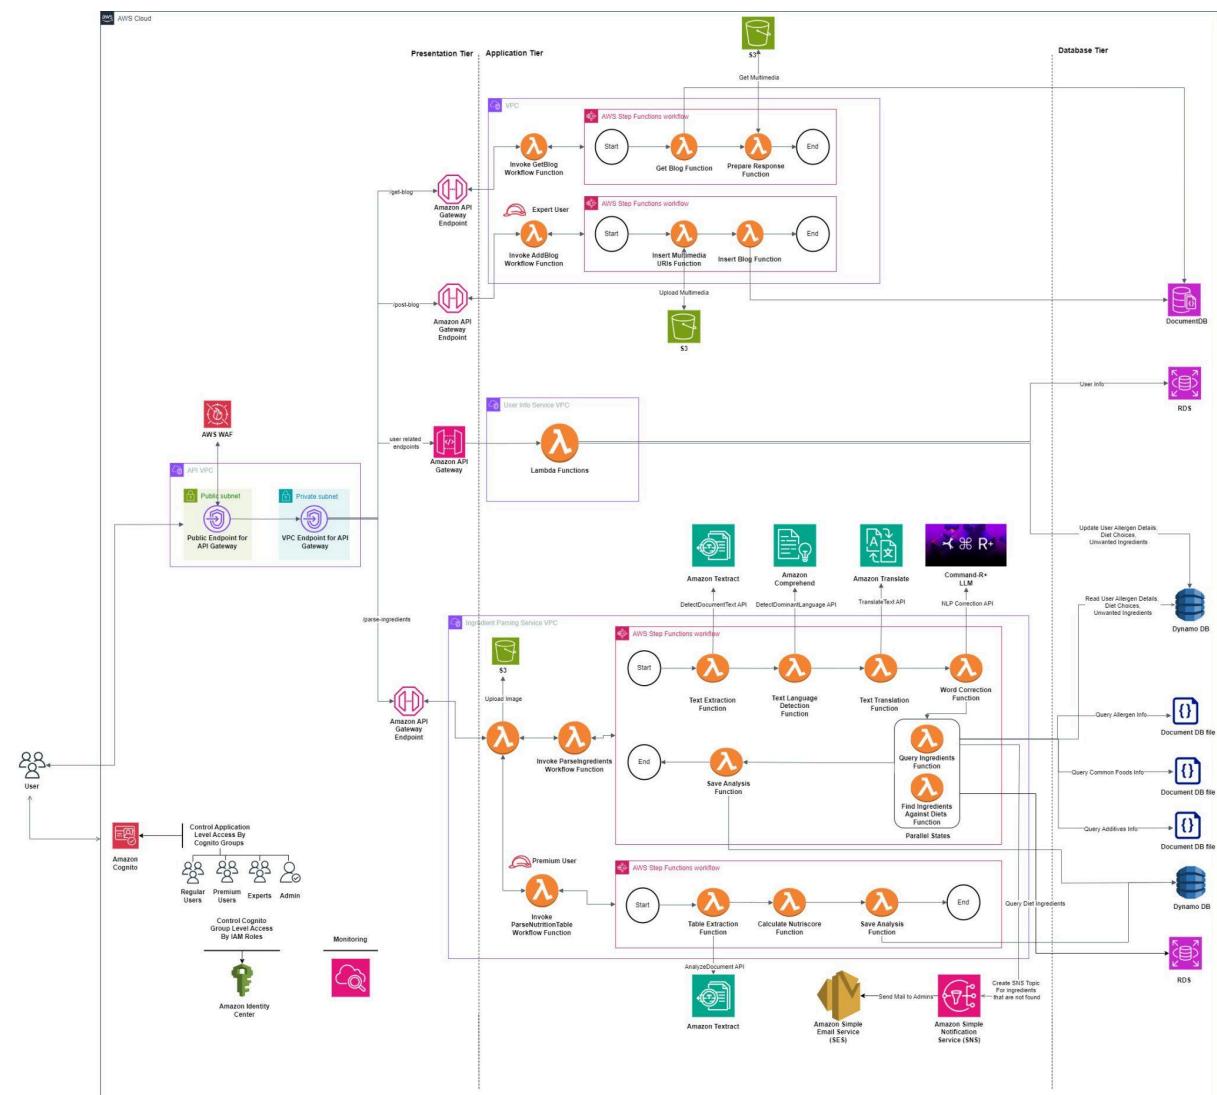 aws
AWS Cloud
Presentation Tier
Application Tier
Database Tier
S3
Get Multimedia
VPC
AWS Step Functions workflow
Start
End
Invoke GetBlog
Workflow Function
Get Blog Function
Prepare Response
Function
/get-blog
Amazon API
Gateway
Endpoint
Expert User
AWS Step Functions workflow
Start
End
Invoke AddBlog
Workflow Function
Insert Multimedia
URIs Function
Insert Blog Function
Upload Multimedia
/post-blog
Amazon API
Gateway
Endpoint
S3
DocumentDB
User Info
RDS
User Info Service VPC
AWS WAF
user related
endpoints
Amazon API
Gateway
Lambda Functions
API VPC
Public subnet
Private subnet
Public Endpoint for
API Gateway
VPC Endpoint for API
Gateway
Update User Allergen Details,
Diet Choices,
Unwanted Ingredients
R+
Amazon Textract
Amazon
Comprehend
Amazon Translate
Command-R+
LLM
DetectDocumentText API
DetectDominantLanguage API
TranslateText API
NLP Correction API
Read User Allergen Details,
Diet Choices,
Unwanted Ingredients
Dynamo DB
/parse-ingredients
Ingredient Parsing Service VPC
AWS Step Functions workflow
S3
Start
Upload Image
Text Extraction
Function
Text Language
Detection
Function
Text Translation
Function
Word Correction
Function
Amazon API
Gateway
Endpoint
Query Allergen Info
Document DB file
Invoke ParseIngredients
Workflow Function
End
Query Ingredients
Function
Save Analysis
Function
Query Common Foods Info
Document DB file
Find Ingredients
Against Diets
Function
Parallel States
Query Additives Info
Document DB file
User
Amazon
Cognito
Control Application
Level Access By
Cognito Groups
Regular
Users
Premium
Users
Experts
Admin
Premium User
AWS Step Functions workflow
Start
End
Invoke
ParseNutritionTable
Workflow Function
Table Extraction
Function
Calculate Nutriscore
Function
Save Analysis
Function
Query Diet Ingredients
Dynamo DB
Control Cognito
Group Level Access
By IAM Roles
Monitoring
Amazon Identity
Center
AnalyzeDocument API
Amazon Textract
Create SNS Topic
For Ingredients
that are not found
Send Mail to Admins
Amazon Simple
Email Service
(SES)
Amazon Simple
Notification
Service (SNS)
RDS